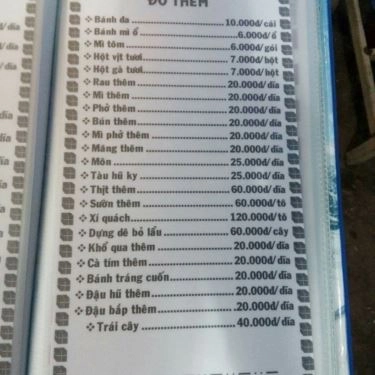 ĐỒ THÊM
❖ Bánh đa ........ 10.000đ/cái
❖ Bánh mì ổ ........ 6.000đ/ổ
❖ Mì tôm ........ 6.000đ/gói
❖ Hột vịt tươi ........ 7.000đ/hột
❖ Hột gà tươi ........ 7.000đ/hột
❖ Rau thêm ........ 20.000đ/dĩa
❖ Mì thêm ........ 20.000đ/dĩa
❖ Phở thêm ........ 20.000đ/dĩa
❖ Bún thêm ........ 20.000đ/dĩa
❖ Mì phở thêm ........ 20.000đ/dĩa
❖ Măng thêm ........ 20.000đ/dĩa
❖ Môn ........ 25.000đ/dĩa
❖ Tàu hũ ky ........ 25.000đ/dĩa
❖ Thịt thêm ........ 60.000đ/dĩa
❖ Sườn thêm ........ 60.000đ/tô
❖ Xí quách ........ 120.000đ/tô
❖ Dựng dê bỏ lẩu ........ 60.000đ/cây
❖ Khổ qua thêm ........ 20.000đ/dĩa
❖ Cà tím thêm ........ 20.000đ/dĩa
❖ Bánh tráng cuốn ........ 20.000đ/dĩa
❖ Đậu hũ thêm ........ 20.000đ/dĩa
❖ Đậu bắp thêm ........ 20.000đ/dĩa
❖ Trái cây ........ 40.000đ/dĩa